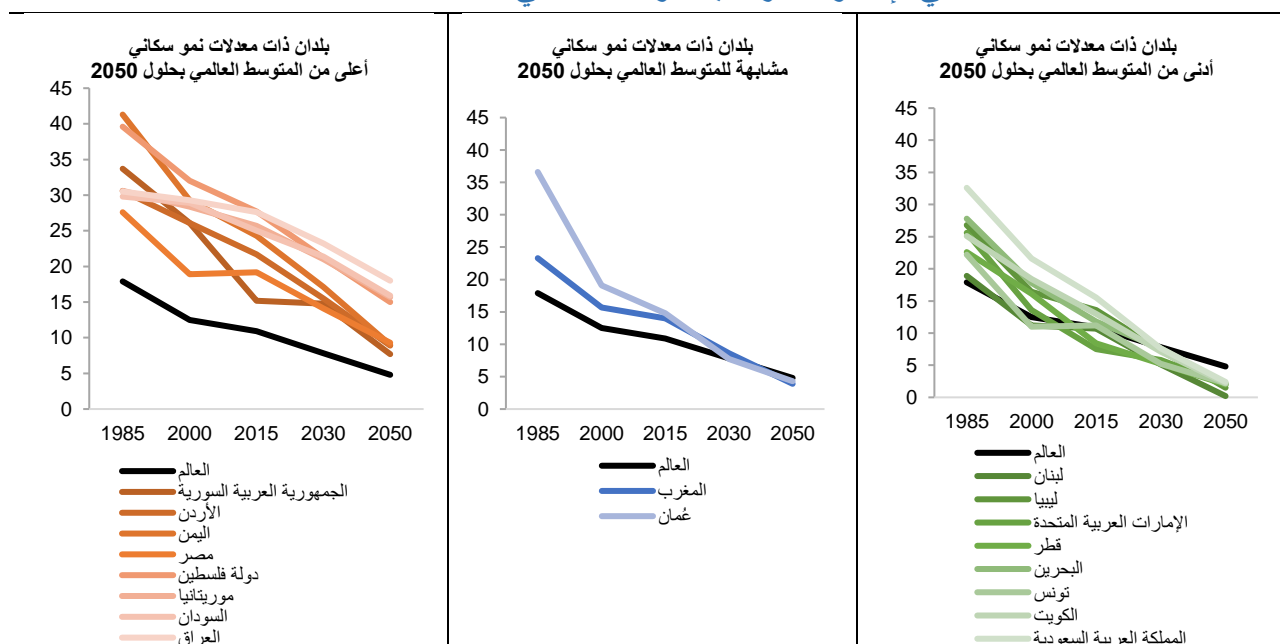 بلدان ذات معدلات نمو سكاني
أعلى من المتوسط العالمي بحلول 2050
45
40
35
30
25
20
15
10
5
0
1985 2000 2015 2030 2050
العالم
الجمهورية العربية السورية
الأردن
اليمن
مصر
دولة فلسطين
موريتانيا
السودان
العراق
بلدان ذات معدلات نمو سكاني
مشابهة للمتوسط العالمي بحلول 2050
45
40
35
30
25
20
15
10
5
0
1985 2000 2015 2030 2050
العالم
المغرب
عُمان
بلدان ذات معدلات نمو سكاني
أدنى من المتوسط العالمي بحلول 2050
45
40
35
30
25
20
15
10
5
0
1985 2000 2015 2030 2050
العالم
لبنان
ليبيا
الإمارات العربية المتحدة
قطر
البحرين
تونس
الكويت
المملكة العربية السعودية